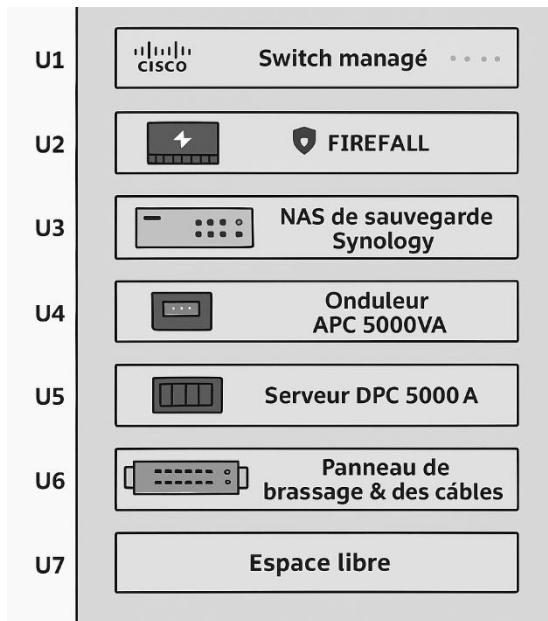 U1
CISCO
Switch managé
U2
FIREFALL
U3
NAS de sauvegarde
Synology
U4
Onduleur
APC 5000VA
U5
Serveur DPC 5000 A
U6
Panneau de
brassage & des cábles
U7
Espace libre